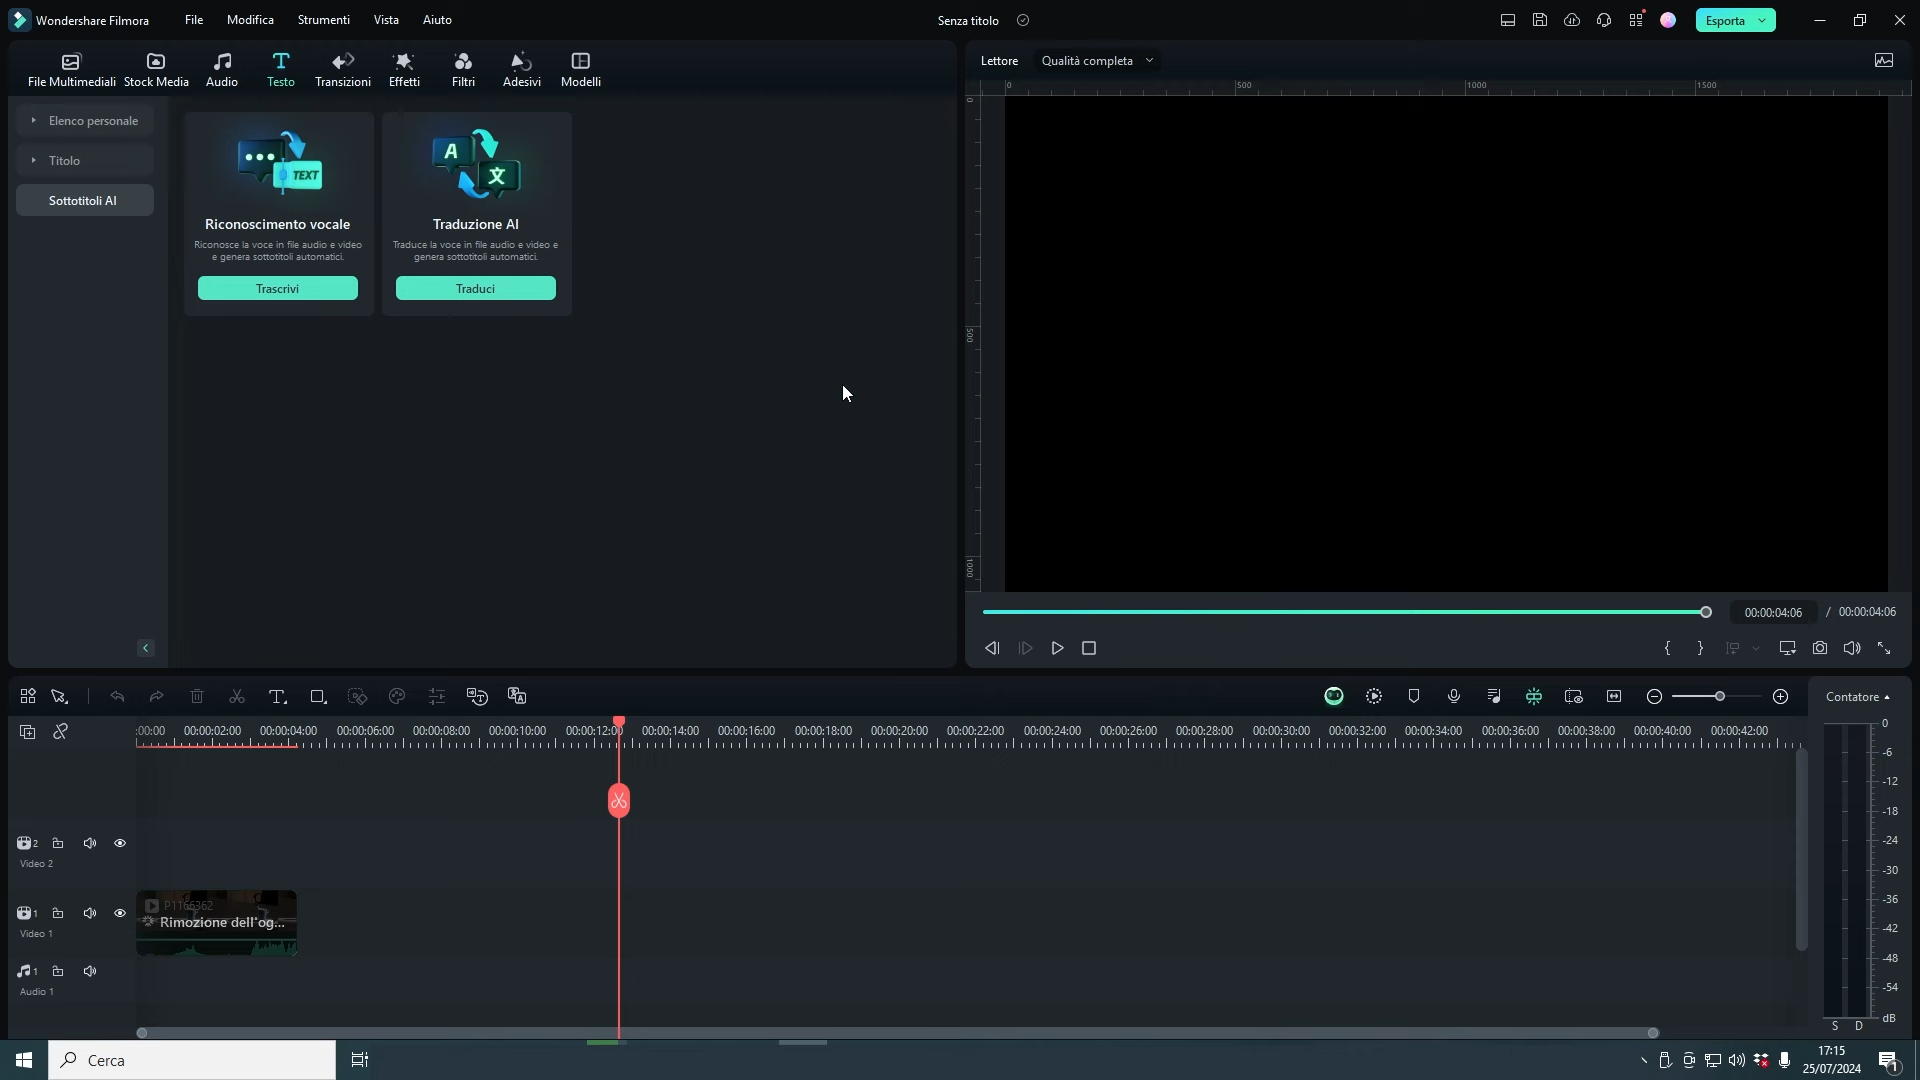 Wondershare Filmora
File
Modifica
Strumenti
Vista
Aiuto
Senza titolo
Esporta
File Multimediali
Stock Media
Audio
Testo
Transizioni
Effetti
Filtri
Adesivi
Modelli
Lettore
Qualità completa
Elenco personale
Titolo
Sottotitoli AI
TEXT
Riconoscimento vocale
Riconosce la voce in file audio e video
e genera sottotitoli automatici.
Trascrivi
A
文
Traduzione AI
Traduce la voce in file audio e video e
genera sottotitoli automatici.
Traduci
0
500
1000
1500
0
500
1000
00:00:04:06
/ 00:00:04:06
Contatore
:00:00
00:00:02:00
00:00:04:00
00:00:06:00
00:00:08:00
00:00:10:00
00:00:12:00
00:00:14:00
00:00:16:00
00:00:18:00
00:00:20:00
00:00:22:00
00:00:24:00
00:00:26:00
00:00:28:00
00:00:30:00
00:00:32:00
00:00:34:00
00:00:36:00
00:00:38:00
00:00:40:00
00:00:42:00
2
Video 2
1
Video 1
P1166362
Rimozione dell'og...
1
Audio 1
0
-6
-12
-18
-24
-30
-36
-42
-48
-54
dB
S D
Cerca
17:15
25/07/2024
1